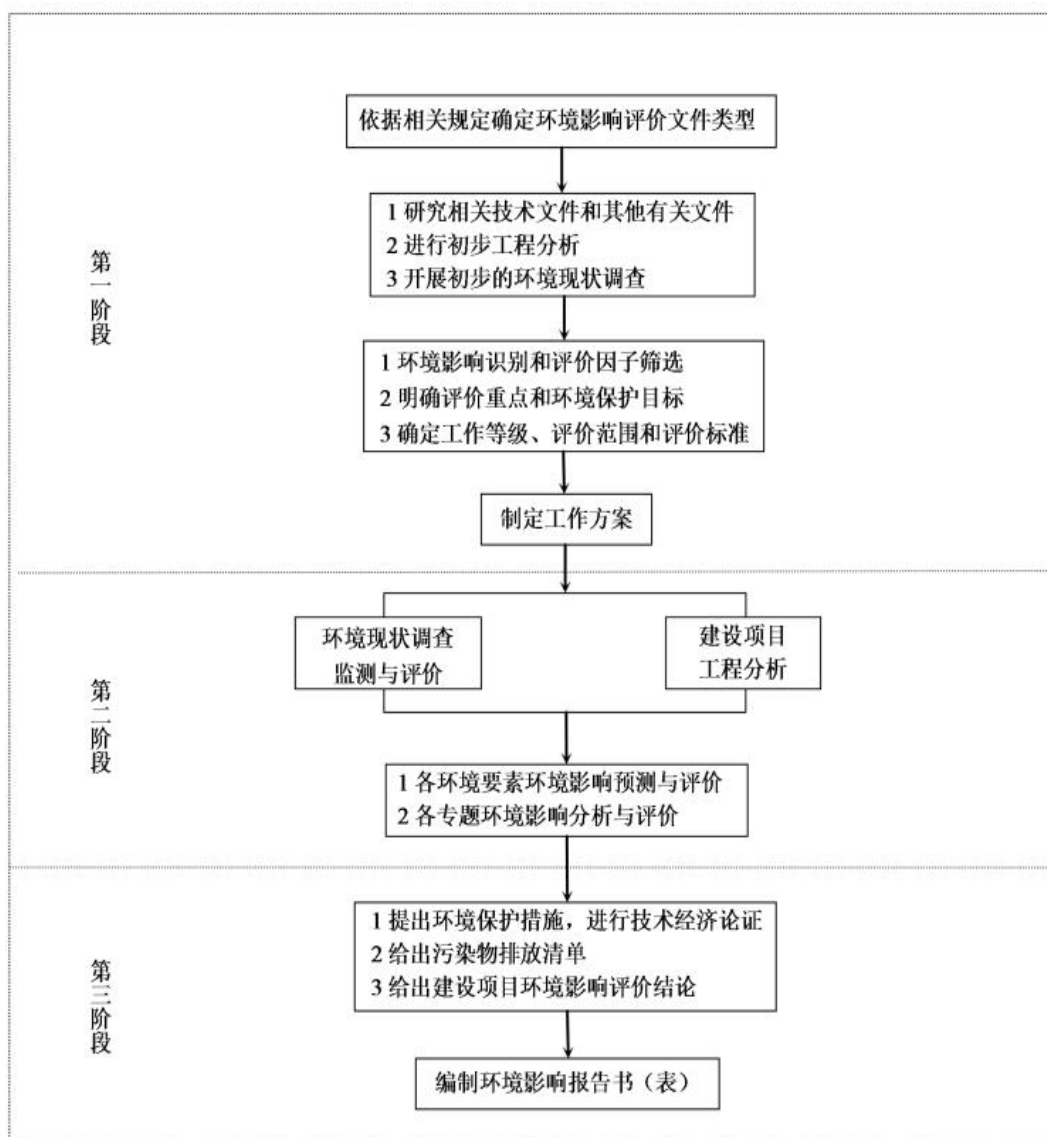 第一阶段
依据相关规定确定环境影响评价文件类型
1 研究相关技术文件和其他有关文件
2 进行初步工程分析
3 开展初步的环境现状调查
1 环境影响识别和评价因子筛选
2 明确评价重点和环境保护目标
3 确定工作等级、评价范围和评价标准
制定工作方案
第二阶段
环境现状调查
监测与评价
建设项目
工程分析
1 各环境要素环境影响预测与评价
2 各专题环境影响分析与评价
第三阶段
1 提出环境保护措施，进行技术经济论证
2 给出污染物排放清单
3 给出建设项目环境影响评价结论
编制环境影响报告书（表）